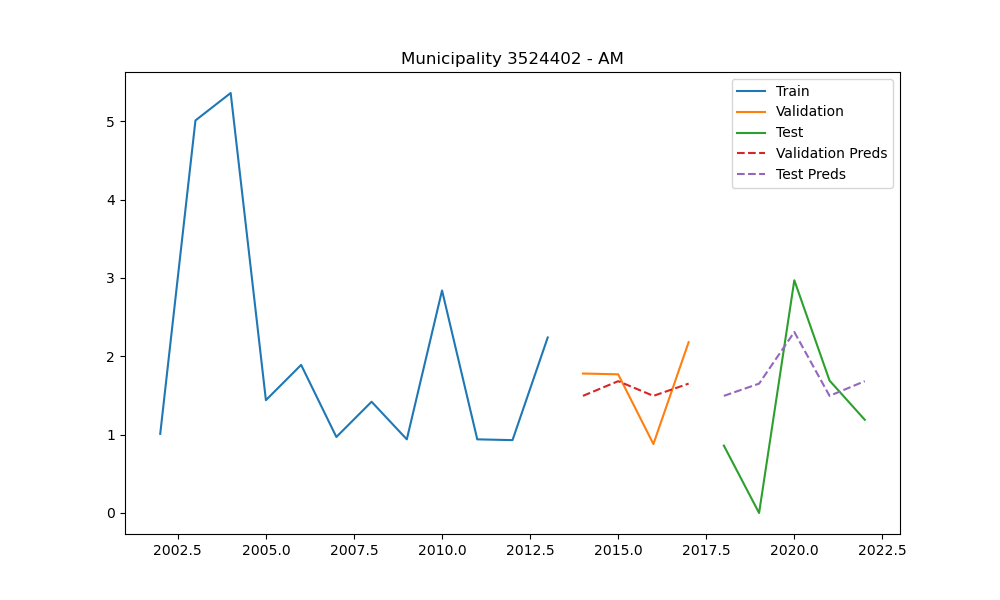 Municipality 3524402 - AM
Train
Validation
Test
Validation Preds
Test Preds
5
4
3
2
1
0
2002.5 2005.0 2007.5 2010.0 2012.5 2015.0 2017.5 2020.0 2022.5